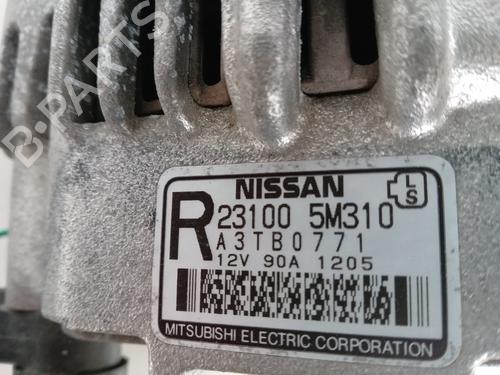 B-PARTS
NISSAN
L
S
R 23100 5M310
A3TB0771
12V 90A 1205
MITSUBISHI ELECTRIC CORPORATION